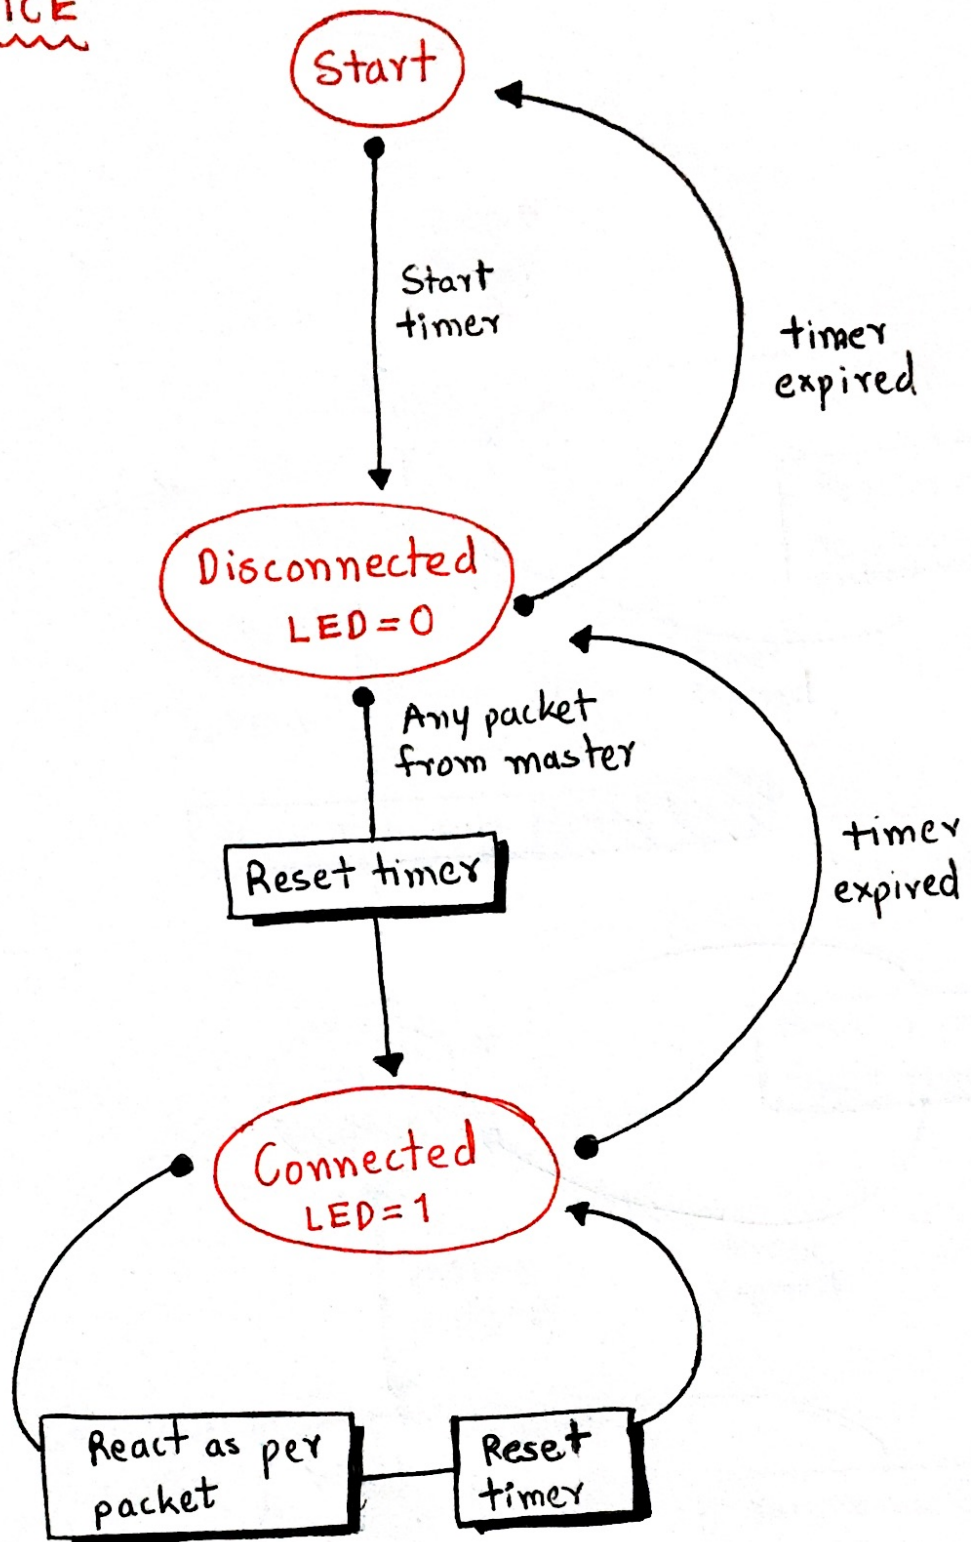 Start
Start
timer
timer
expired
Disconnected
LED = 0
Any packet
from master
Reset timer
timer
expired
Connected
LED = 1
React as per
packet
Reset
timer